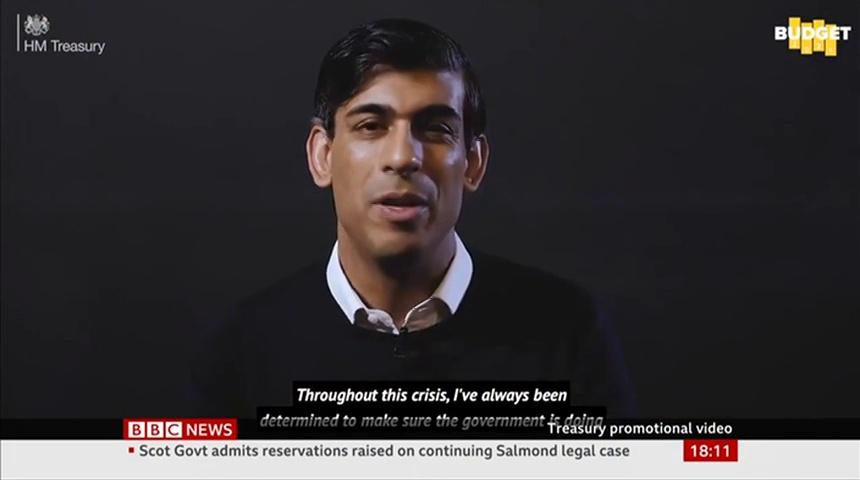 HM Treasury
BUDGET
Throughout this crisis, I've always been
determined to make sure the government is doing
Treasury promotional video
BBC NEWS
Scot Govt admits reservations raised on continuing Salmond legal case
18:11